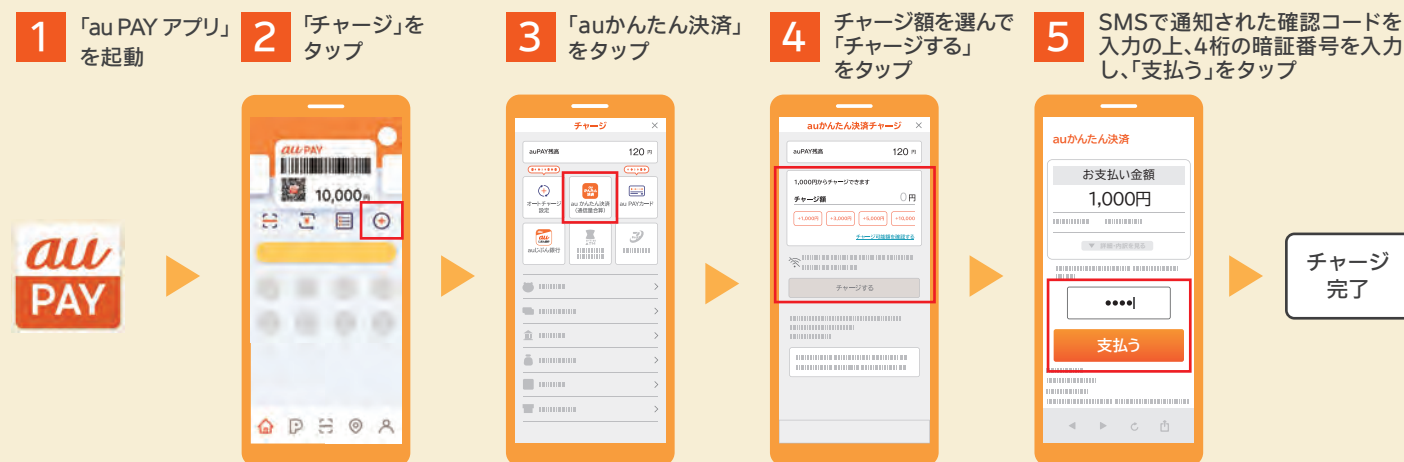 1
「au PAY アプリ」
を起動
2
「チャージ」を
タップ
3
「auかんたん決済」
をタップ
4
チャージ額を選んで
「チャージする」
をタップ
5
SMSで通知された確認コードを
入力の上、4桁の暗証番号を入力
し、「支払う」をタップ
au
PAY
au PAY
10,000円
チャージ ×
auPAY残高 120 円
オートチャージ
設定
au かんたん決済
(通信量合算)
au PAYカード
auじぶん銀行
auかんたん決済チャージ ×
auPAY残高 120 円
1,000円からチャージできます
チャージ額 0円
+1,000円 +3,000円 +5,000円 +10,000
チャージ可能額を確認する
チャージする
auかんたん決済
お支払い金額
1,000円
▼ 詳細・内訳を見る
••••
支払う
チャージ
完了